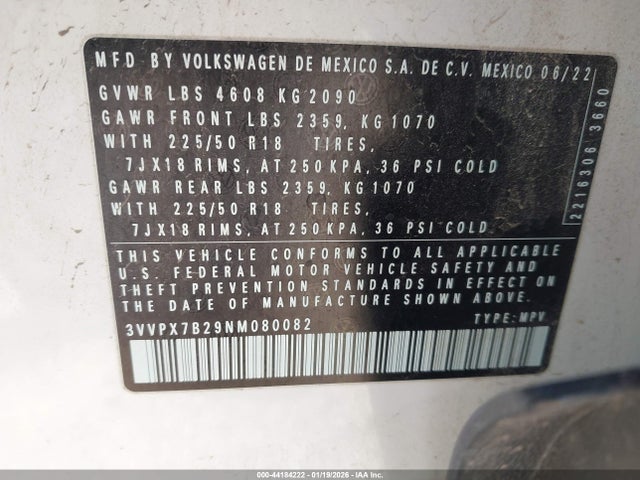 MFD BY VOLKSWAGEN DE MEXICO S.A. DE C.V. MEXICO 06/22
GVWR LBS 4608 KG 2090
GAWR FRONT LBS 2359, KG 1070
WITH 225/50 R18 TIRES,
7JX18 RIMS, AT 250 KPA, 36 PSI COLD
GAWR REAR LBS 2359, KG 1070
WITH 225/50 R18 TIRES,
7JX18 RIMS, AT 250 KPA, 36 PSI COLD.
THIS VEHICLE CONFORMS TO ALL APPLICABLE
U.S. FEDERAL MOTOR VEHICLE SAFETY AND
THEFT PREVENTION STANDARDS IN EFFECT ON
THE DATE OF MANUFACTURE SHOWN ABOVE.
3VVPX7B29NM080082 TYPE: MPV
2216306 3660
000-44184222 | 01/19/2026 - IAAI.COM